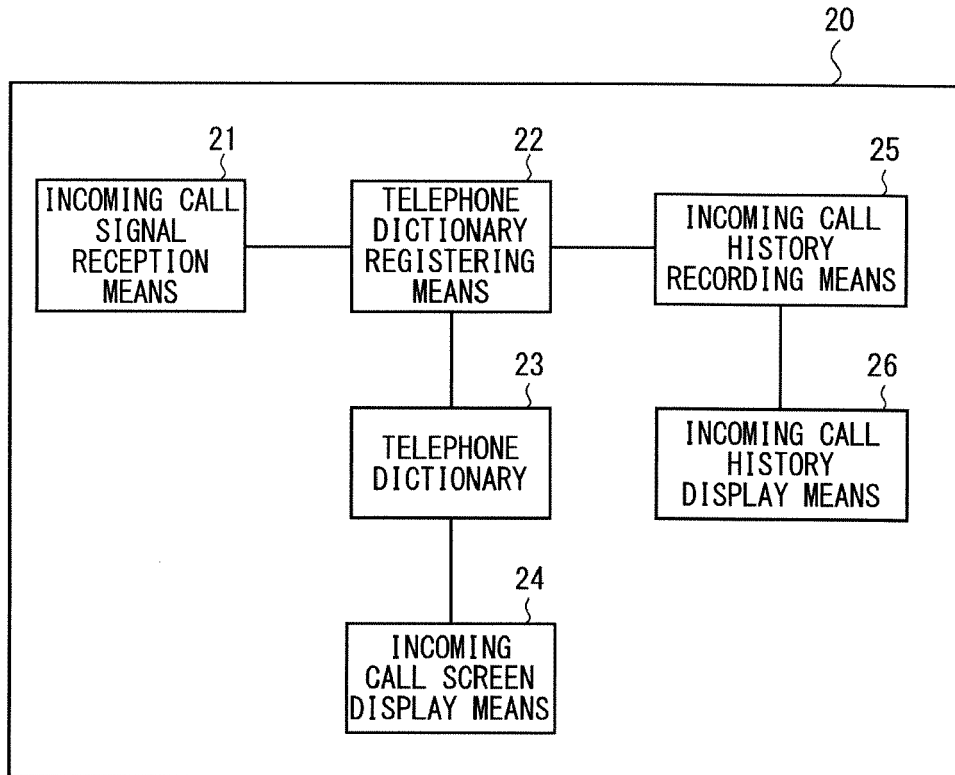 20
21
INCOMING CALL
SIGNAL
RECEPTION
MEANS
22
TELEPHONE
DICTIONARY
REGISTERING
MEANS
25
INCOMING CALL
HISTORY
RECORDING MEANS
23
TELEPHONE
DICTIONARY
26
INCOMING CALL
HISTORY
DISPLAY MEANS
24
INCOMING
CALL SCREEN
DISPLAY MEANS